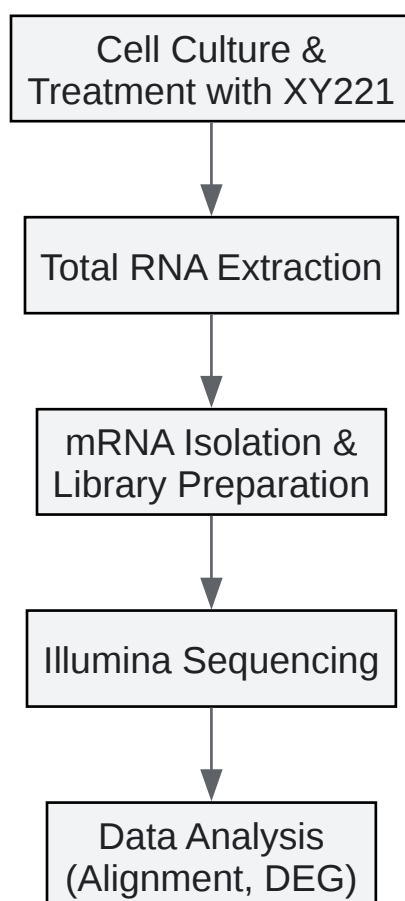 Cell Culture &
Treatment with XY221
Total RNA Extraction
mRNA Isolation &
Library Preparation
Illumina Sequencing
Data Analysis
(Alignment, DEG)